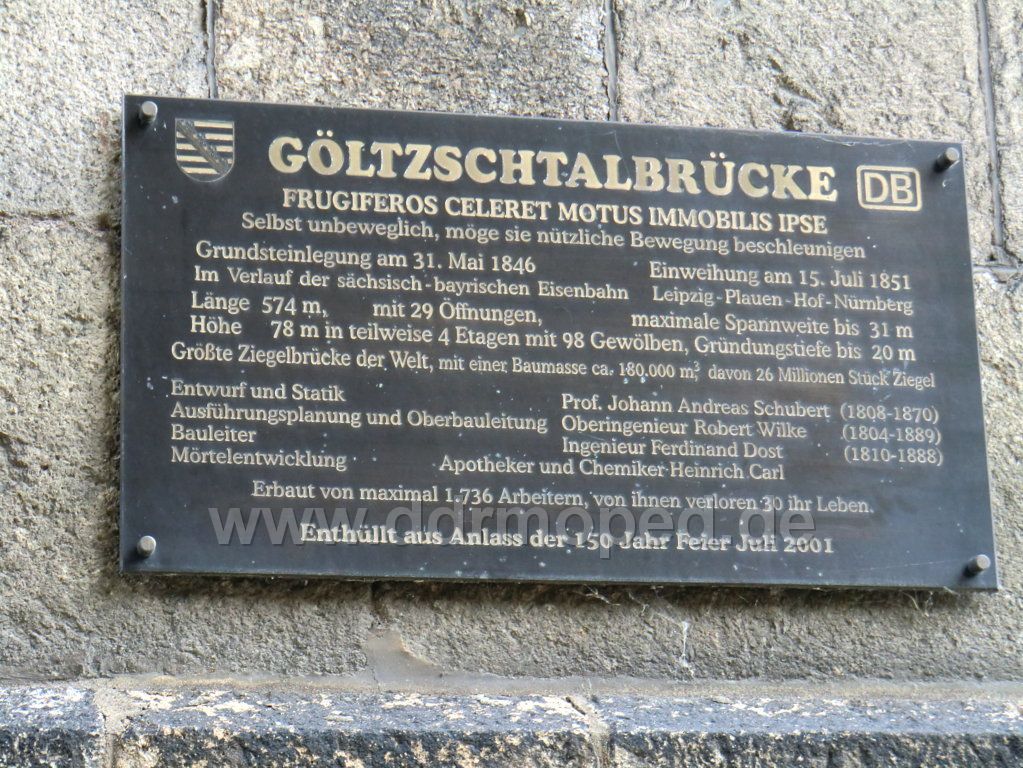 GÖLTZSCHTALBRÜCKE DB
FRUGIFEROS CELERET MOTUS IMMOBILIS IPSE
Selbst unbeweglich, möge sie nützliche Bewegung beschleunigen
Grundsteinlegung am 31. Mai 1846 Einweihung am 15. Juli 1851
Im Verlauf der sächsisch-bayrischen Eisenbahn Leipzig-Plauen-Hof-Nürnberg
Länge 574 m, mit 29 Öffnungen, maximale Spannweite bis 31 m
Höhe 78 m in teilweise 4 Etagen mit 98 Gewölben, Gründungstiefe bis 20 m
Größte Ziegelbrücke der Welt, mit einer Baumasse ca. 180.000 m,³ davon 26 Millionen Stück Ziegel
Entwurf und Statik Prof. Johann Andreas Schubert (1808-1870)
Ausführungsplanung und Oberbauleitung Oberingenieur Robert Wilke (1804-1889)
Bauleiter Ingenieur Ferdinand Dost (1810-1888)
Mörtelentwicklung Apotheker und Chemiker Heinrich Carl
Erbaut von maximal 1.736 Arbeitern, von ihnen verloren 30 ihr Leben.
www.ddrmoped.de
Enthüllt aus Anlass der 150 Jahr Feier Juli 2001